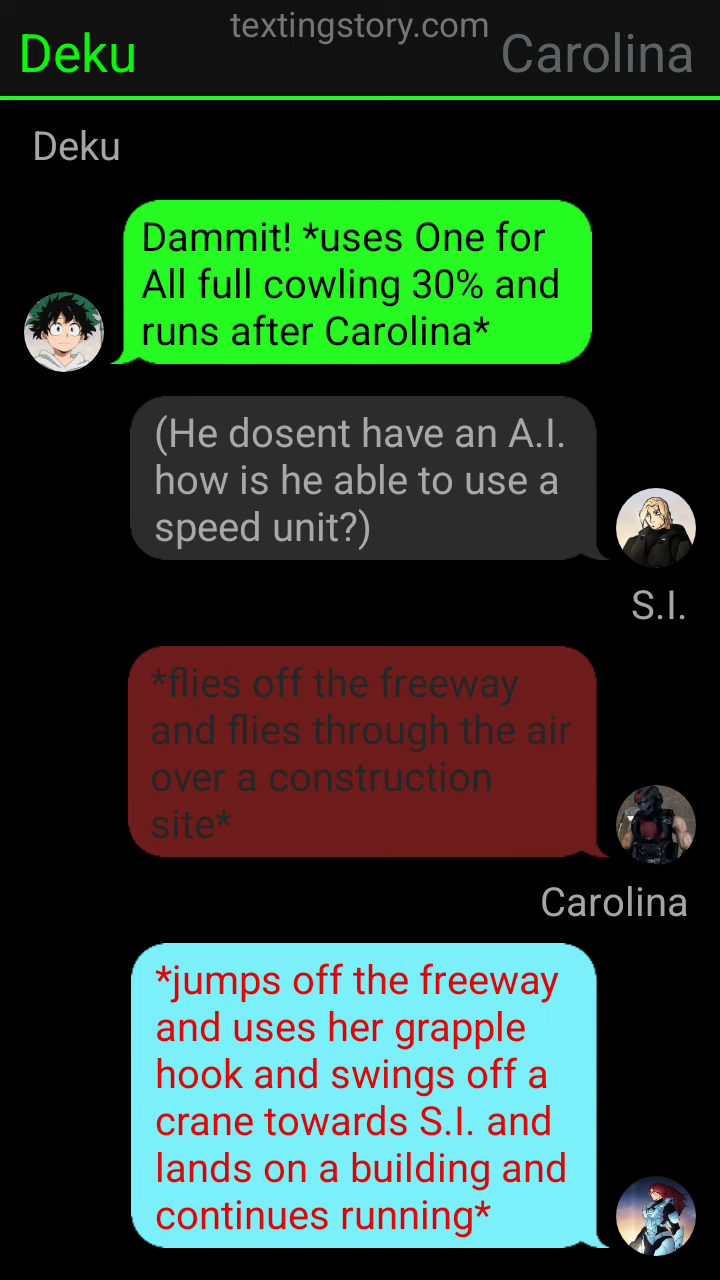 textingstory.com
Deku
Carolina
Deku
Dammit! *uses One for
All full cowling 30% and
runs after Carolina*
(He dosent have an A.I.
how is he able to use a
speed unit?)
S.I.
*flies off the freeway
and flies through the air
over a construction
site*
Carolina
*jumps off the freeway
and uses her grapple
hook and swings off a
crane towards S.I. and
lands on a building and
continues running*